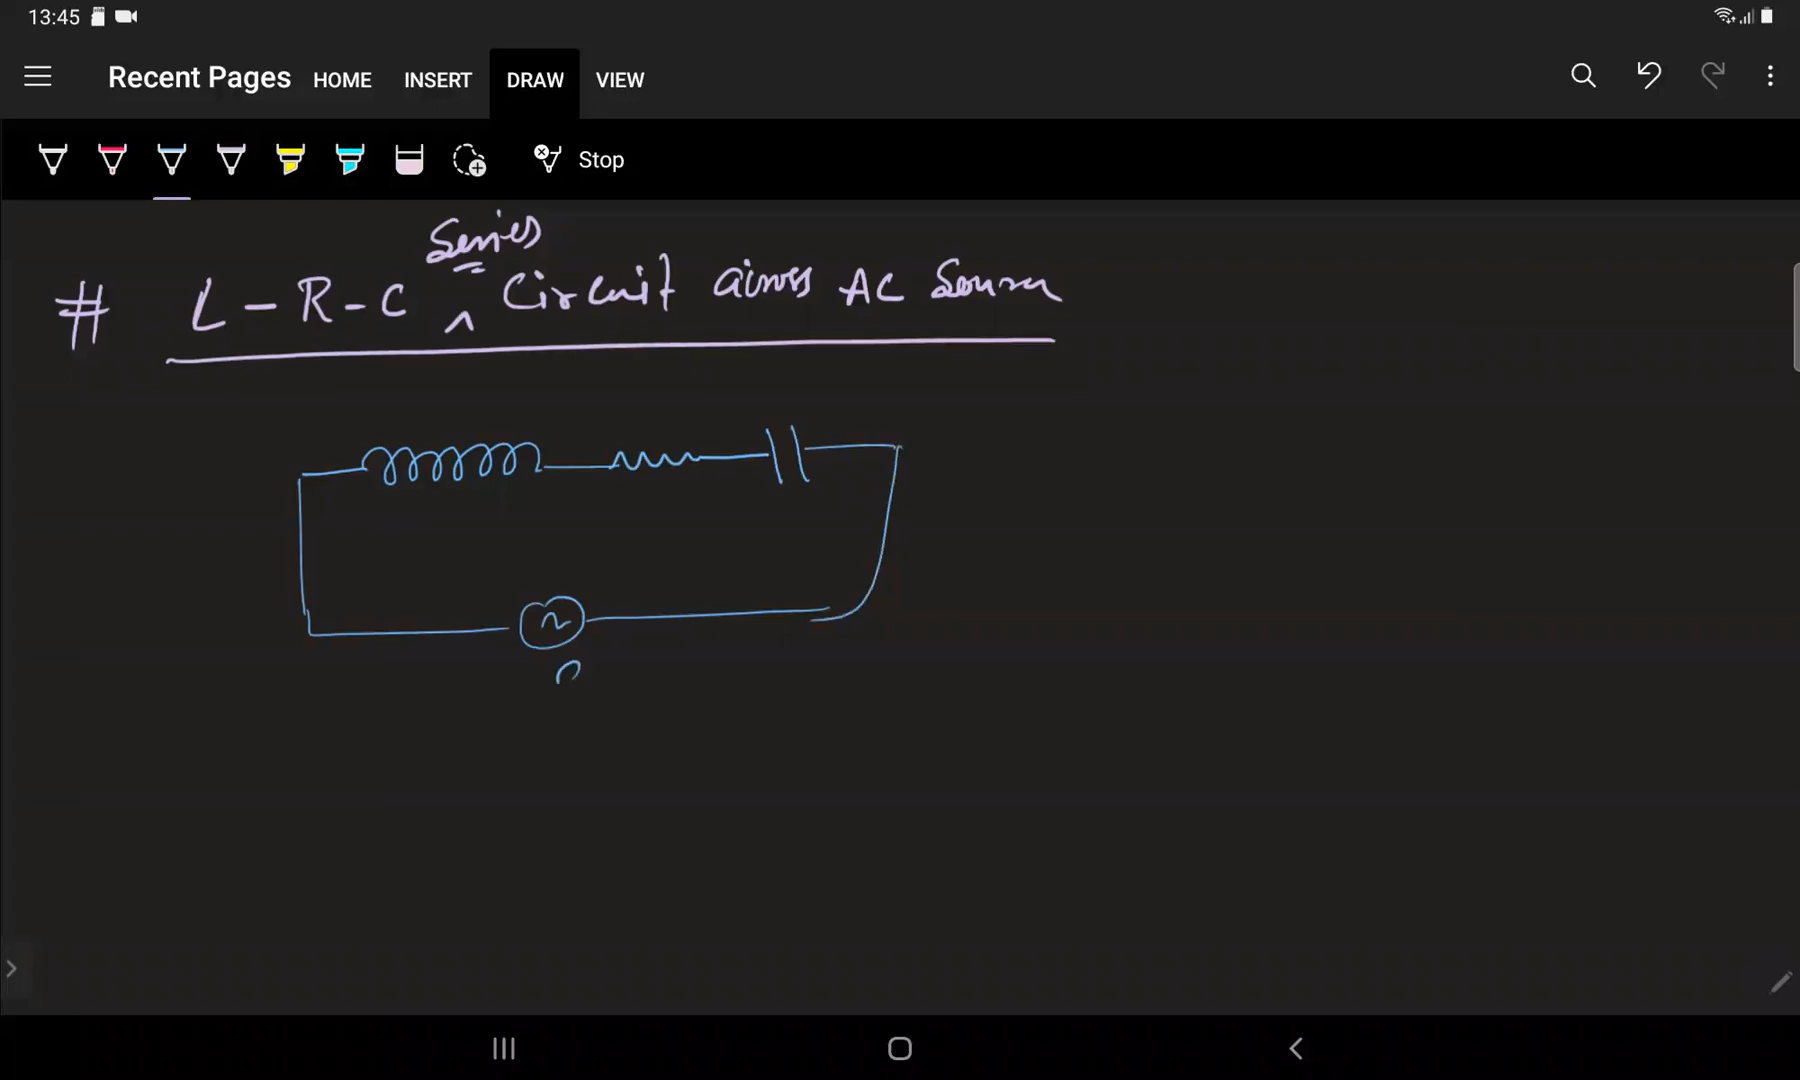 13:45
Recent Pages HOME INSERT DRAW VIEW
Stop
Series
# L - R - C ^ Circuit across AC Source